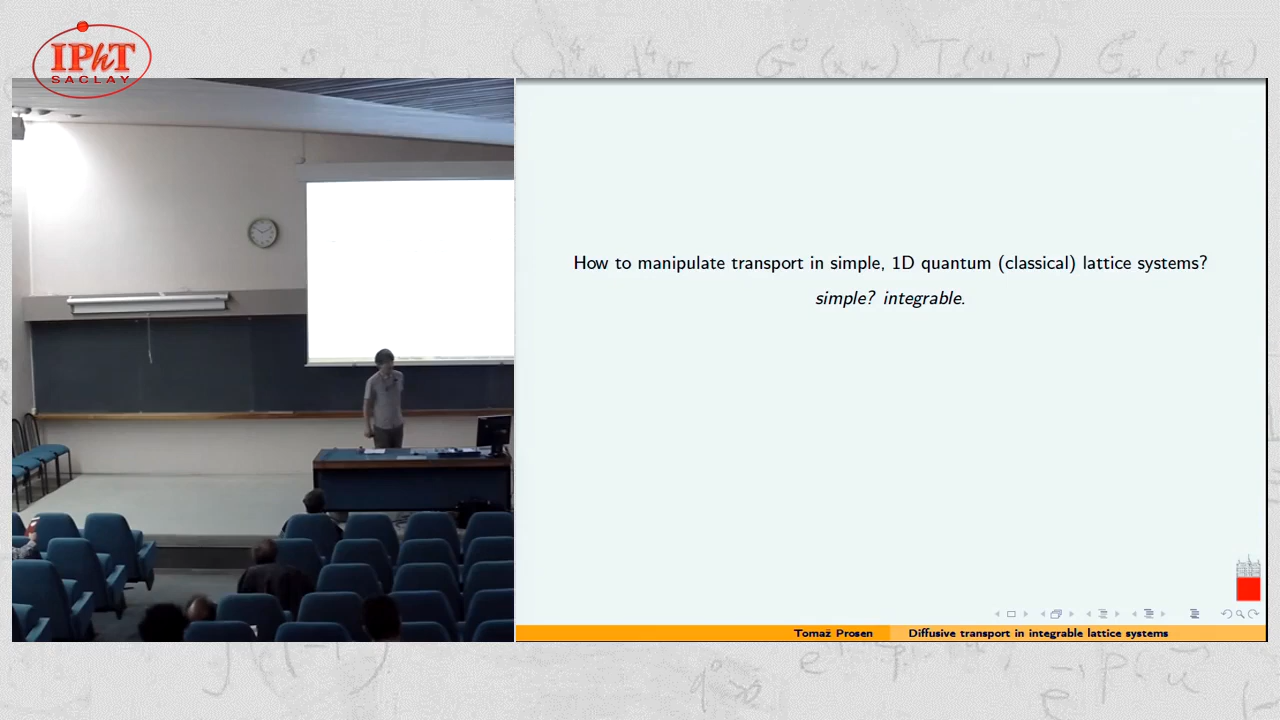 IPhT
SACLAY
How to manipulate transport in simple, 1D quantum (classical) lattice systems?
simple? integrable.
Tomaž Prosen
Diffusive transport in integrable lattice systems